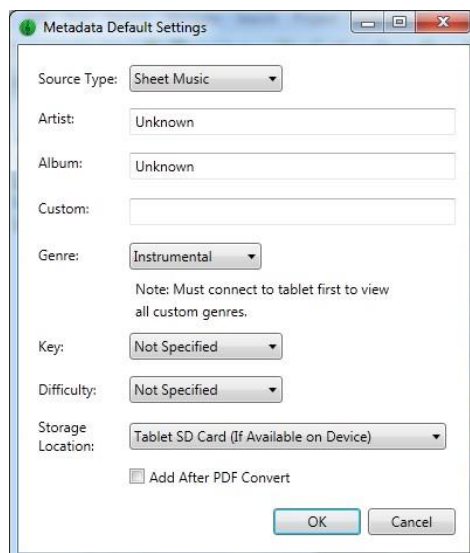 Metadata Default Settings
Source Type: Sheet Music
Artist: Unknown
Album: Unknown
Custom:
Genre: Instrumental
Note: Must connect to tablet first to view
all custom genres.
Key: Not Specified
Difficulty: Not Specified
Storage
Location: Tablet SD Card (If Available on Device)
Add After PDF Convert
OK Cancel